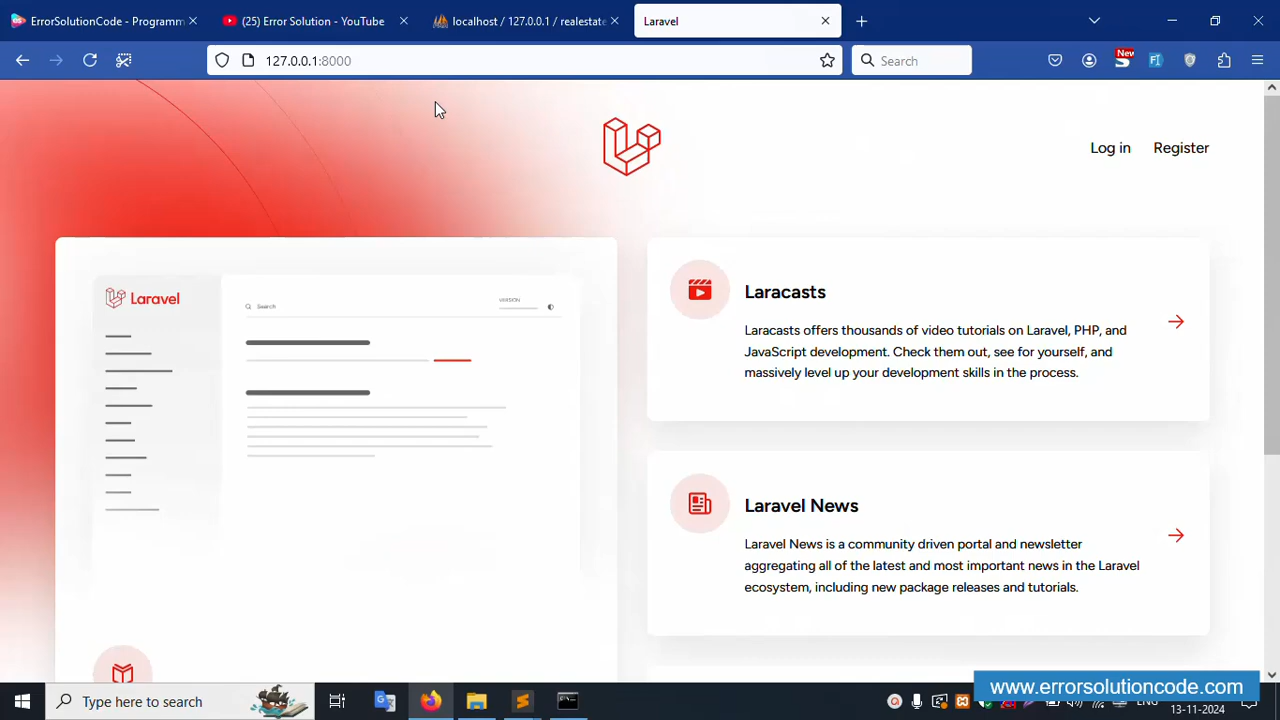 ErrorSolutionCode - Programm
(25) Error Solution - YouTube
localhost / 127.0.0.1 / realestate
Laravel
127.0.0.1:8000
Search
New
Log in
Register
Laravel
Search
VERSION
Laracasts
Laracasts offers thousands of video tutorials on Laravel, PHP, and
JavaScript development. Check them out, see for yourself, and
massively level up your development skills in the process.
Laravel News
Laravel News is a community driven portal and newsletter
aggregating all of the latest and most important news in the Laravel
ecosystem, including new package releases and tutorials.
www.errorsolutioncode.com
Type here to search
ENG
13-11-2024